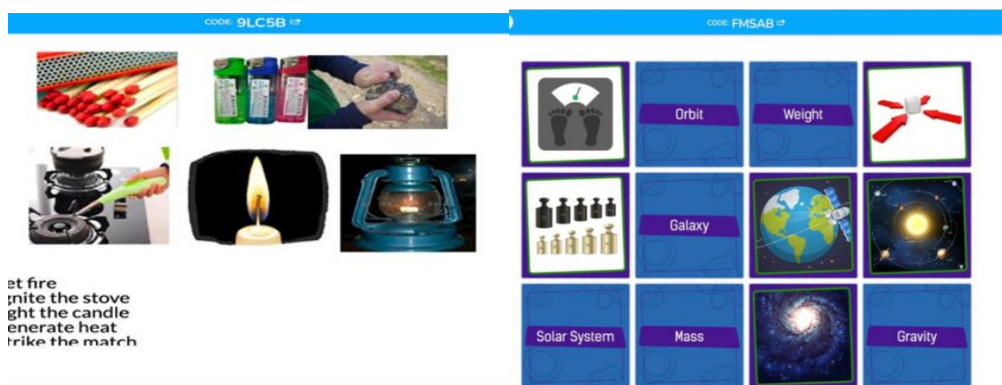 CODE: 9LC5B
et fire
gnite the stove
ght the candle
enerate heat
trike the match
CODE: FMSAB
Orbit
Weight
Galaxy
Solar System
Mass
Gravity